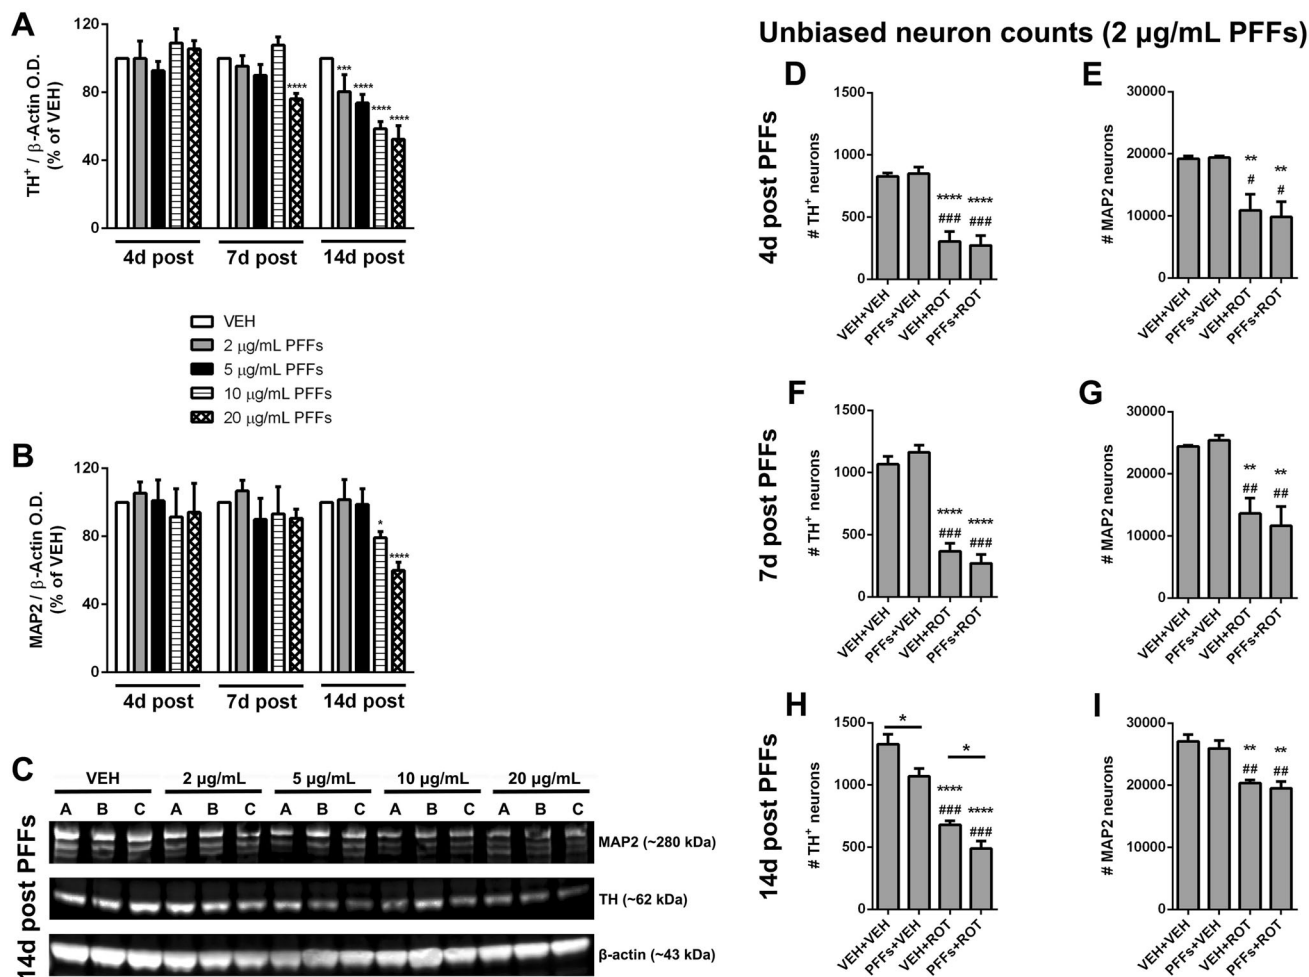 A
120
80
40
0
TH⁺ / β-Actin O.D.
(% of VEH)
***
****
****
****
****
4d post
7d post
14d post
VEH
2 µg/mL PFFs
5 µg/mL PFFs
10 µg/mL PFFs
20 µg/mL PFFs
B
120
80
40
0
MAP2 / β-Actin O.D.
(% of VEH)
*
****
4d post
7d post
14d post
C
14d post PFFs
VEH
2 µg/mL
5 µg/mL
10 µg/mL
20 µg/mL
A B C A B C A B C A B C A B C
MAP2 (~280 kDa)
TH (~62 kDa)
β-actin (~43 kDa)
Unbiased neuron counts (2 µg/mL PFFs)
4d post PFFs
D
1500
1000
500
0
# TH⁺ neurons
**** ****
### ###
VEH+VEH
PFFs+VEH
VEH+ROT
PFFs+ROT
E
30000
20000
10000
0
# MAP2 neurons
** **
# #
VEH+VEH
PFFs+VEH
VEH+ROT
PFFs+ROT
7d post PFFs
F
1500
1000
500
0
# TH⁺ neurons
**** ****
### ###
VEH+VEH
PFFs+VEH
VEH+ROT
PFFs+ROT
G
30000
20000
10000
0
# MAP2 neurons
** **
## ##
VEH+VEH
PFFs+VEH
VEH+ROT
PFFs+ROT
14d post PFFs
H
1500
1000
500
0
# TH⁺ neurons
*
*
**** ****
### ###
VEH+VEH
PFFs+VEH
VEH+ROT
PFFs+ROT
I
30000
20000
10000
0
# MAP2 neurons
** **
## ##
VEH+VEH
PFFs+VEH
VEH+ROT
PFFs+ROT